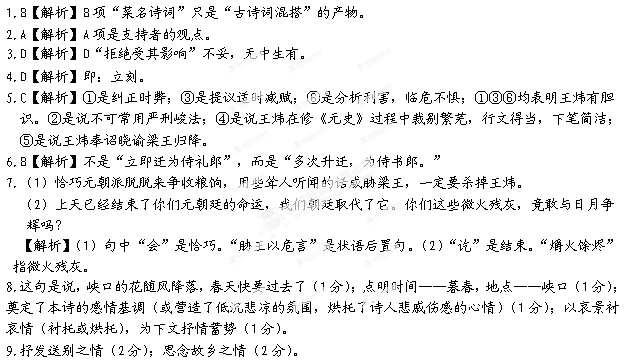 1.B【解析】B项“菜名诗词”只是“古诗词混搭”的产物。
2.A【解析】A项是支持者的观点。
3.D【解析】D“拒绝受其影响”不妥，无中生有。
4.D【解析】即：立刻。
5.C【解析】①是纠正时弊；③是提议适时减赋；⑥是分析利害，临危不惧；①③⑥均表明王炜有胆
识。②是说不可常用严刑峻法；④是说王炜在修《元史》过程中裁剔繁芜，行文得当，下笔简洁；
⑤是说王炜奉诏晓谕梁王归降。
6.B【解析】不是“立即迁为侍礼郎”，而是“多次升迁，为侍书郎。”
7.（1）恰巧元朝派脱脱来争收粮饷，用些耸人听闻的话威胁梁王，一定要杀掉王炜。
（2）上天已经结束了你们元朝廷的命运，我们朝廷取代了它。你们这些微火残灰，竟敢与日月争
辉吗？
【解析】（1）句中“会”是恰巧。“胁王以危言”是状语后置句。（2）“讫”是结束。“爝火馀烬”
指微火残灰。
8.这句是说，峡口的花随风降落，春天快要过去了（1分）；点明时间——暮春，地点——峡口（1分）；
奠定了本诗的感情基调（或营造了低沉悲凉的氛围，烘托了诗人悲戚伤感的心情）（1分）；以哀景衬
哀情（衬托或烘托），为下文抒情蓄势（1分）。
9.抒发送别之情（2分）；思念故乡之情（2分）。